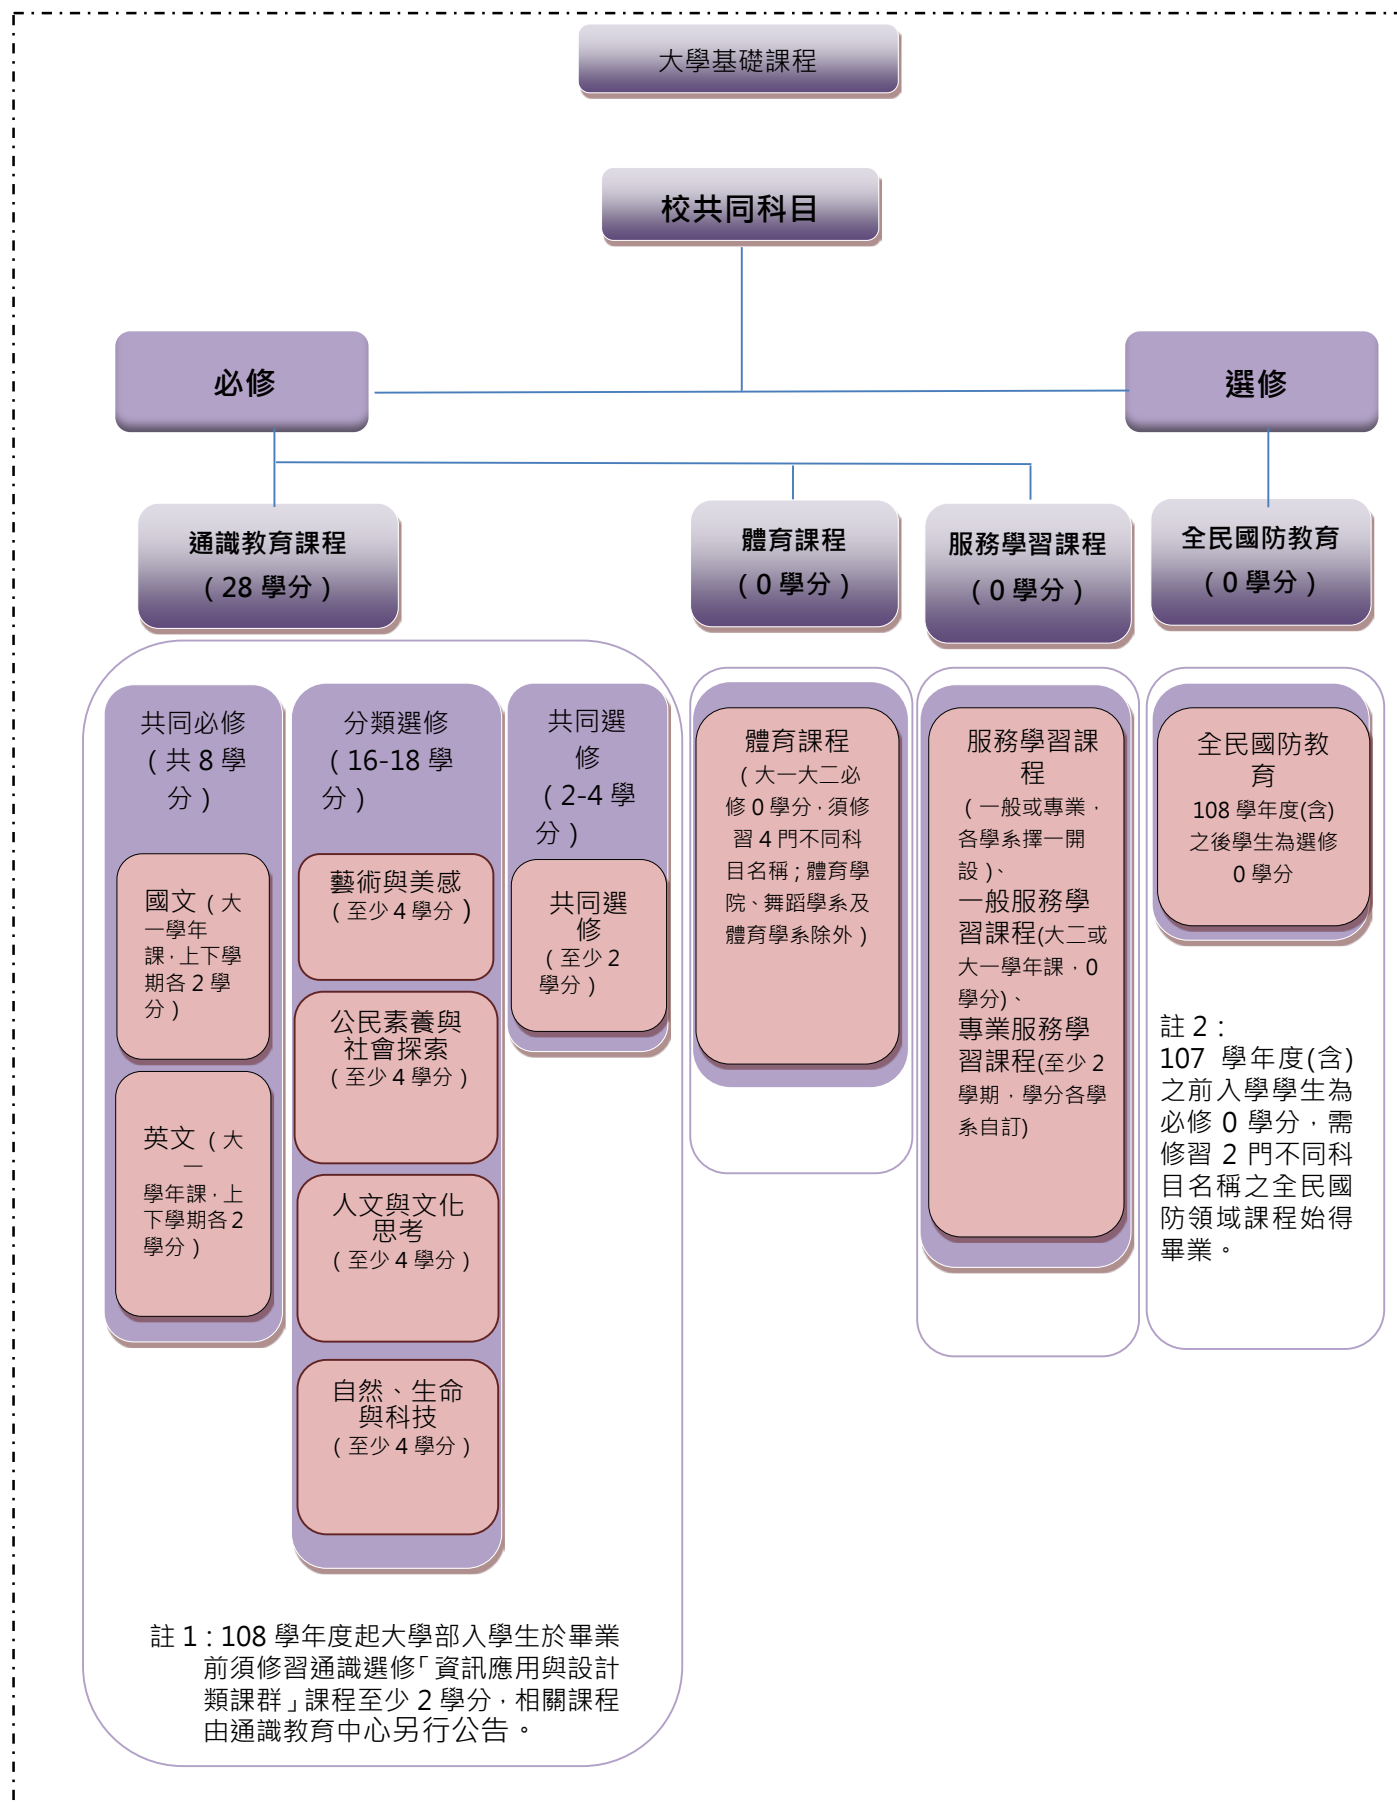 大學基礎課程
校共同科目
必修
選修
通識教育課程
（28 學分）
體育課程
（0 學分）
服務學習課程
（0 學分）
全民國防教育
（0 學分）
共同必修
（共 8 學
分）
國文（大
一學年
課，上下學
期各 2 學
分）
英文（大
一
學年課，上
下學期各 2
學分）
分類選修
（16-18 學
分）
藝術與美感
（至少 4 學分）
公民素養與
社會探索
（至少 4 學分）
人文與文化
思考
（至少 4 學分）
自然、生命
與科技
（至少 4 學分）
共同選
修
（2-4 學
分）
共同選
修
（至少 2
學分）
體育課程
（大一大二必
修 0 學分，須修
習 4 門不同科
目名稱；體育學
院、舞蹈學系及
體育學系除外）
服務學習課
程
（一般或專業，
各學系擇一開
設）、
一般服務學
習課程(大二或
大一學年課，0
學分)、
專業服務學
習課程(至少 2
學期，學分各學
系自訂)
全民國防教
育
108 學年度(含)
之後學生為選修
0 學分
註 2：
107 學年度(含)
之前入學學生為
必修 0 學分，需
修習 2 門不同科
目名稱之全民國
防領域課程始得
畢業。
註 1：108 學年度起大學部入學生於畢業
前須修習通識選修「資訊應用與設計
類課群」課程至少 2 學分，相關課程
由通識教育中心另行公告。